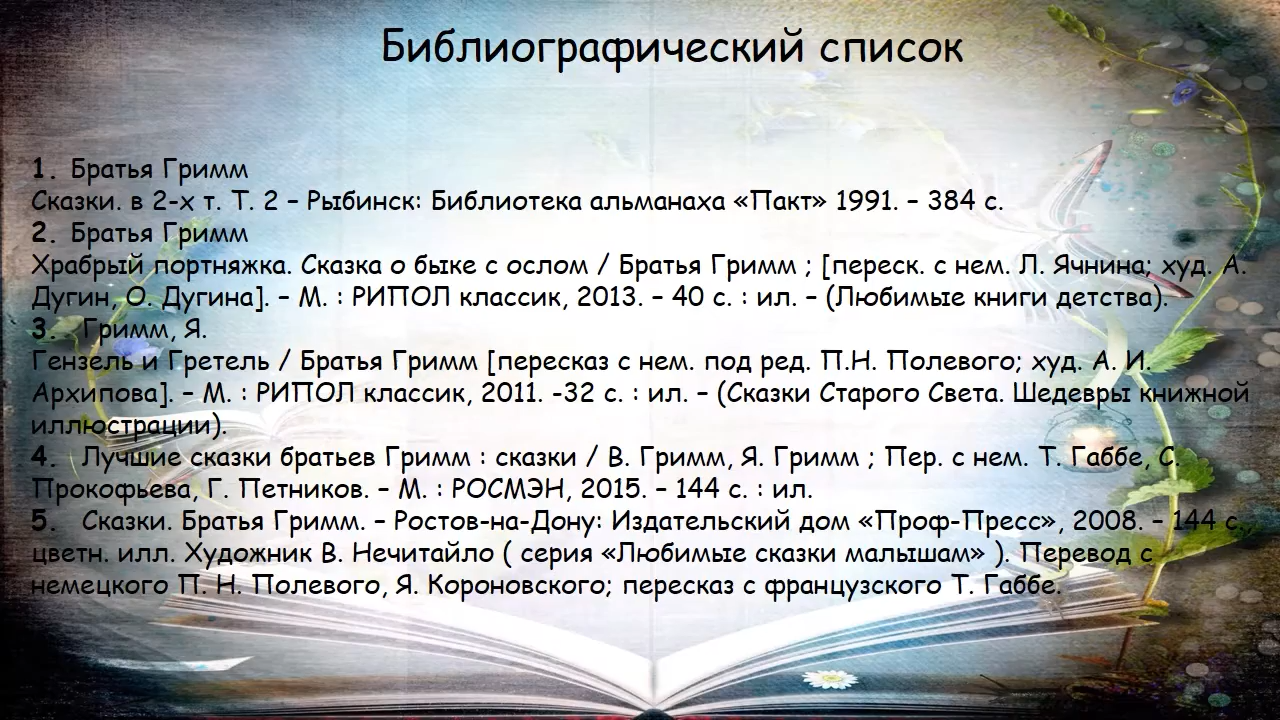 Библиографический список
1. Братья Гримм
Сказки. в 2-х т. Т. 2 – Рыбинск: Библиотека альманаха «Пакт» 1991. – 384 с.
2. Братья Гримм
Храбрый портняжка. Сказка о быке с ослом / Братья Гримм ; [переск. с нем. Л. Ячнина; худ. А.
Дугин, О. Дугина]. – М. : РИПОЛ классик, 2013. – 40 с. : ил. – (Любимые книги детства).
3. Гримм, Я.
Гензель и Гретель / Братья Гримм [пересказ с нем. под ред. П.Н. Полевого; худ. А. И.
Архипова]. – М. : РИПОЛ классик, 2011. -32 с. : ил. – (Сказки Старого Света. Шедевры книжной
иллюстрации).
4. Лучшие сказки братьев Гримм : сказки / В. Гримм, Я. Гримм ; Пер. с нем. Т. Габбе, С.
Прокофьева, Г. Петников. – М. : РОСМЭН, 2015. – 144 с. : ил.
5. Сказки. Братья Гримм. – Ростов-на-Дону: Издательский дом «Проф-Пресс», 2008. – 144 с.,
цветн. илл. Художник В. Нечитайло ( серия «Любимые сказки малышам» ). Перевод с
немецкого П. Н. Полевого, Я. Короновского; пересказ с французского Т. Габбе.